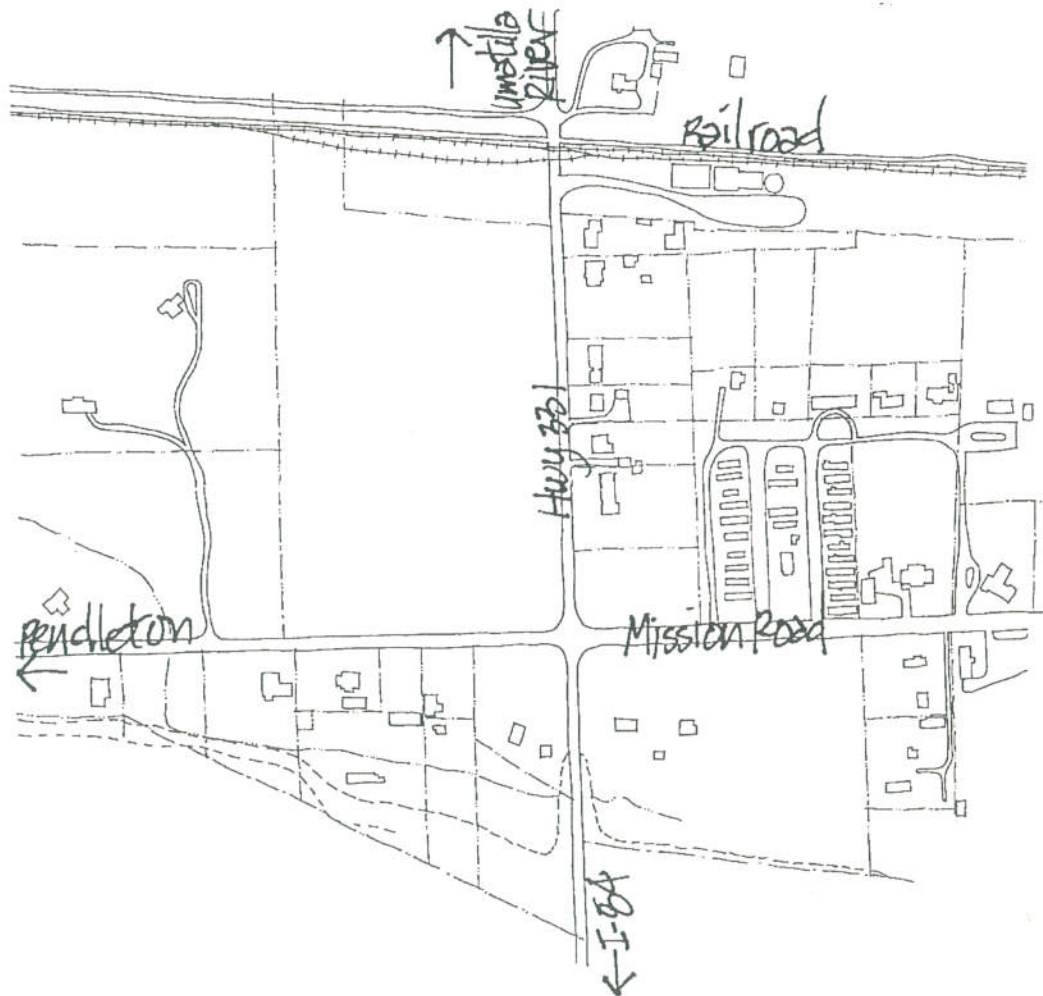 Umatilla
River
Railroad
Hwy 331
Pendleton
Mission Road
I-84